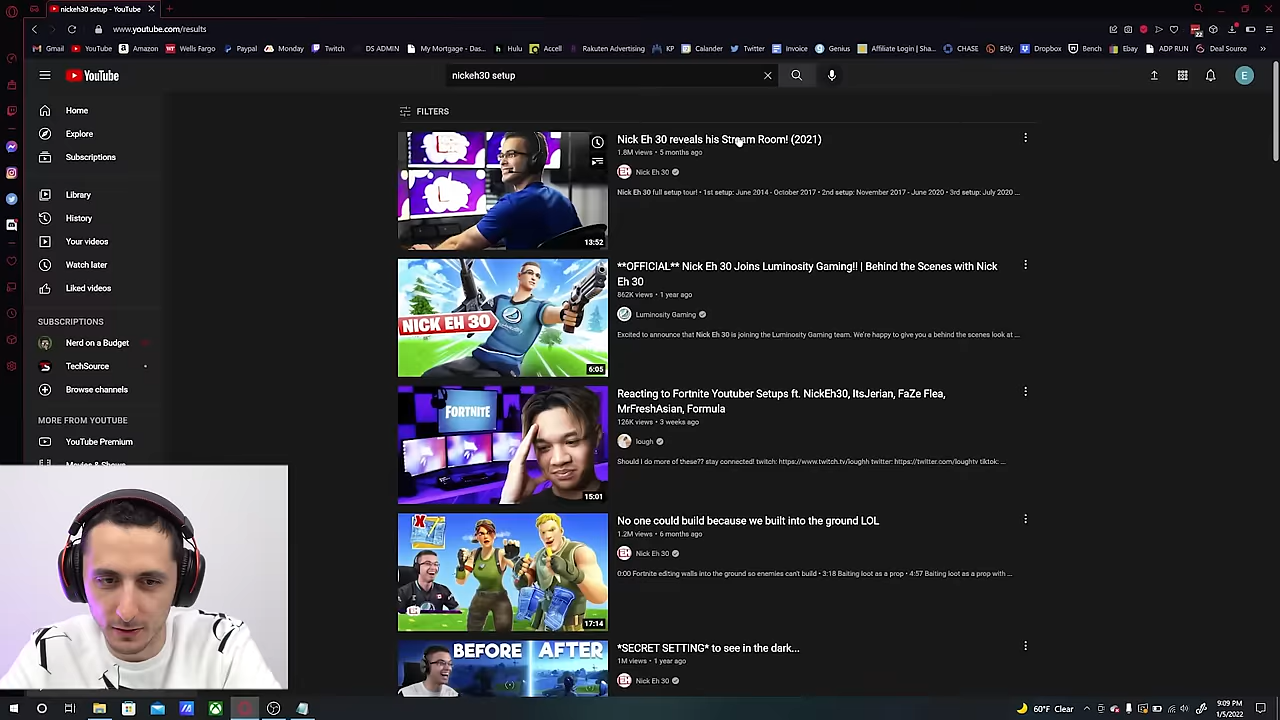 nickeh30 setup - YouTube
www.youtube.com/results
Gmail YouTube Amazon Wells Fargo Paypal Monday Twitch DS ADMIN My Mortgage - Das... Hulu Accell Rakuten Advertising KP Calander Twitter Invoice Genius Affiliate Login | Sha... CHASE Bitly Dropbox Bench Ebay ADP RUN Deal Source
YouTube
nickeh30 setup
E
Home
Explore
Subscriptions
Library
History
Your videos
Watch later
Liked videos
SUBSCRIPTIONS
Nerd on a Budget
TechSource
Browse channels
MORE FROM YOUTUBE
YouTube Premium
FILTERS
13:52
Nick Eh 30 reveals his Stream Room! (2021)
1.8M views • 5 months ago
Nick Eh 30
Nick Eh 30 full setup tour! • 1st setup: June 2014 - October 2017 • 2nd setup: November 2017 - June 2020 • 3rd setup: July 2020 ...
NICK EH 30
6:05
**OFFICIAL** Nick Eh 30 Joins Luminosity Gaming!! | Behind the Scenes with Nick
Eh 30
862K views • 1 year ago
Luminosity Gaming
Excited to announce that Nick Eh 30 is joining the Luminosity Gaming team. We're happy to give you a behind the scenes look at ...
FORTNITE
15:01
Reacting to Fortnite Youtuber Setups ft. NickEh30, ItsJerian, FaZe Flea,
MrFreshAsian, Formula
126K views • 3 weeks ago
lough
Should I do more of these?? stay connected! twitch: https://www.twitch.tv/loughh twitter: https://twitter.com/loughtv tiktok: ...
17:14
No one could build because we built into the ground LOL
1.2M views • 6 months ago
Nick Eh 30
0:00 Fortnite editing walls into the ground so enemies can't build • 3:18 Baiting loot as a prop • 4:57 Baiting loot as a prop with ...
BEFORE AFTER
*SECRET SETTING* to see in the dark...
1M views • 1 year ago
Nick Eh 30
60°F Clear
9:09 PM
1/5/2022